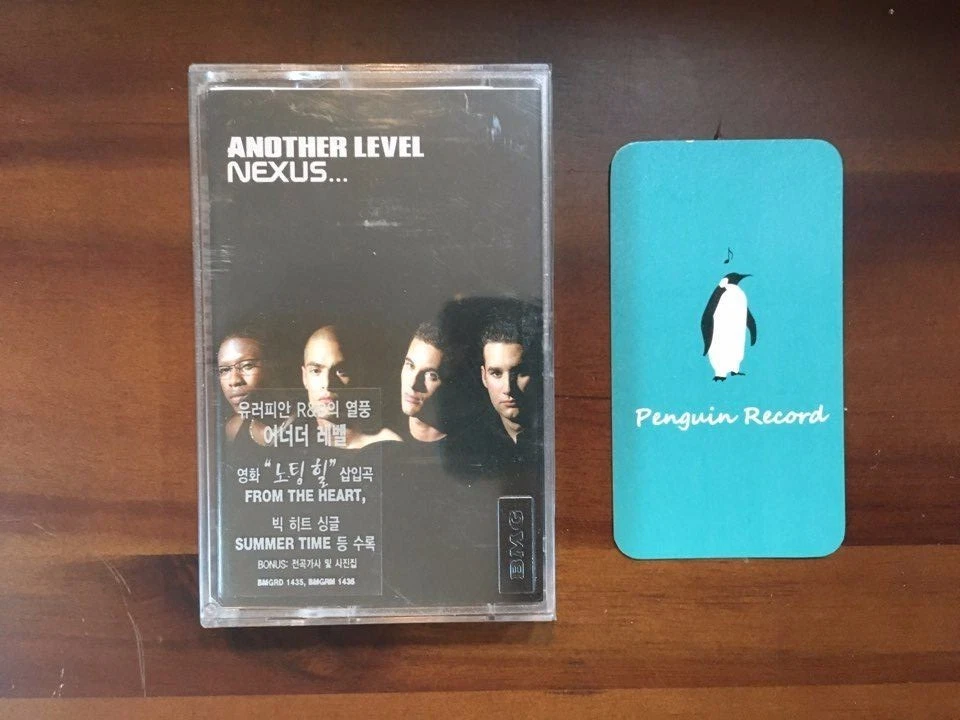 ANOTHER LEVEL
NEXUS...
유러피안 R&B의 열풍
어너더 레벨
영화 "노팅 힐" 삽입곡
FROM THE HEART,
빅 히트 싱글
SUMMER TIME 등 수록
BONUS: 전곡가사 및 사진집
BMGRD 1435, BMGRM 1435
BMG
Penguin Record